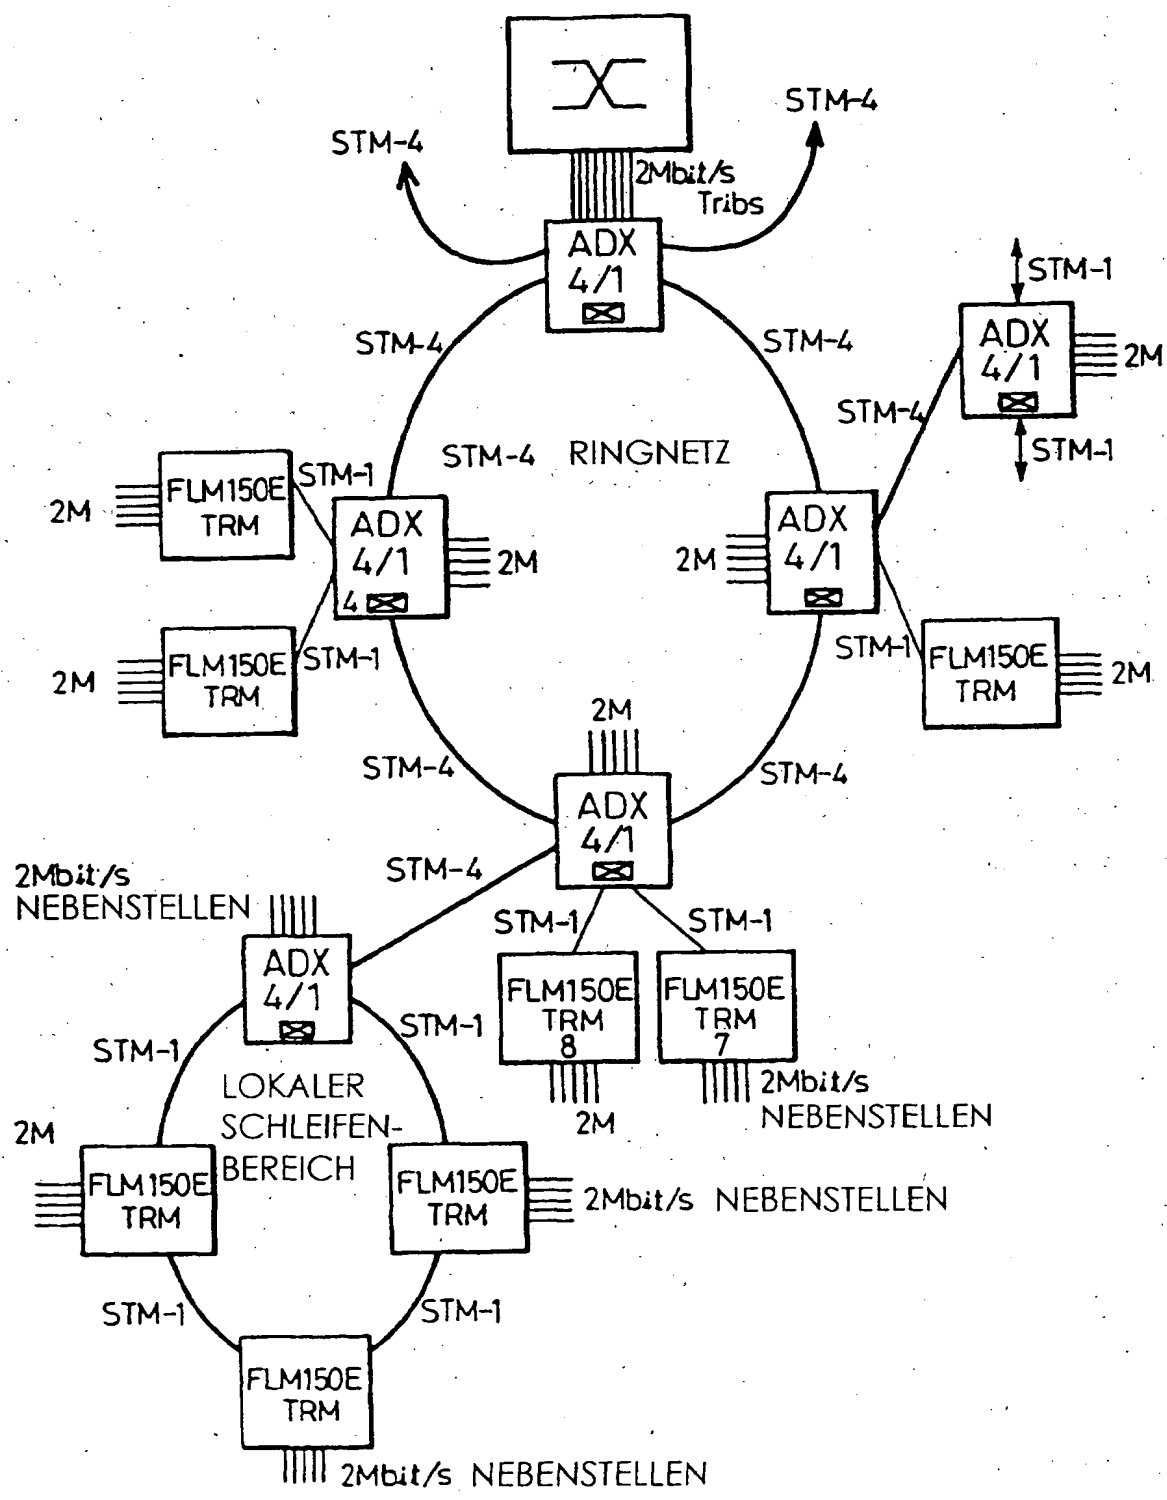 STM-4
STM-4
2Mbit/s
Tribs
ADX
4/1
STM-1
ADX
4/1
2M
STM-1
STM-4
STM-4
STM-4
STM-4 RINGNETZ
FLM150E
TRM
2M
STM-1
ADX
4/1
4
2M
2M
ADX
4/1
FLM150E
TRM
2M
STM-1
STM-1
FLM150E
TRM
2M
STM-4
STM-4
2M
ADX
4/1
STM-4
2Mbit/s
NEBENSTELLEN
ADX
4/1
STM-1
STM-1
FLM150E
TRM
8
2M
FLM150E
TRM
7
2Mbit/s
NEBENSTELLEN
STM-1
STM-1
LOKALER
SCHLEIFEN-
BEREICH
2M
FLM150E
TRM
FLM150E
TRM
2Mbit/s NEBENSTELLEN
STM-1
STM-1
FLM150E
TRM
2Mbit/s NEBENSTELLEN